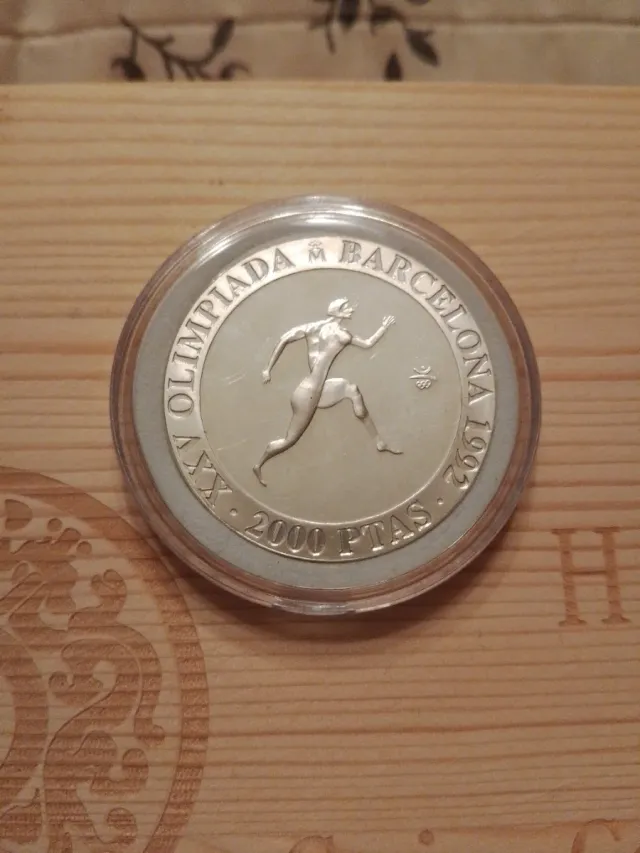 XXV OLIMPIADA M BARCELONA 1992
· 2000 PTAS ·
H